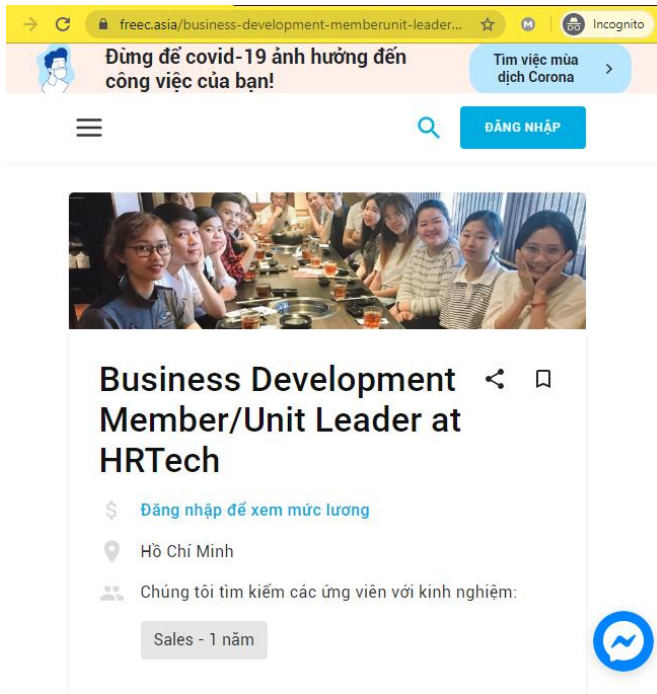 freec.asia/business-development-memberunit-leader...
Incognito
Đừng để covid-19 ảnh hưởng đến
công việc của bạn!
Tìm việc mùa
dịch Corona
ĐĂNG NHẬP
Business Development
Member/Unit Leader at
HRTech
Đăng nhập để xem mức lương
Hồ Chí Minh
Chúng tôi tìm kiếm các ứng viên với kinh nghiệm:
Sales - 1 năm